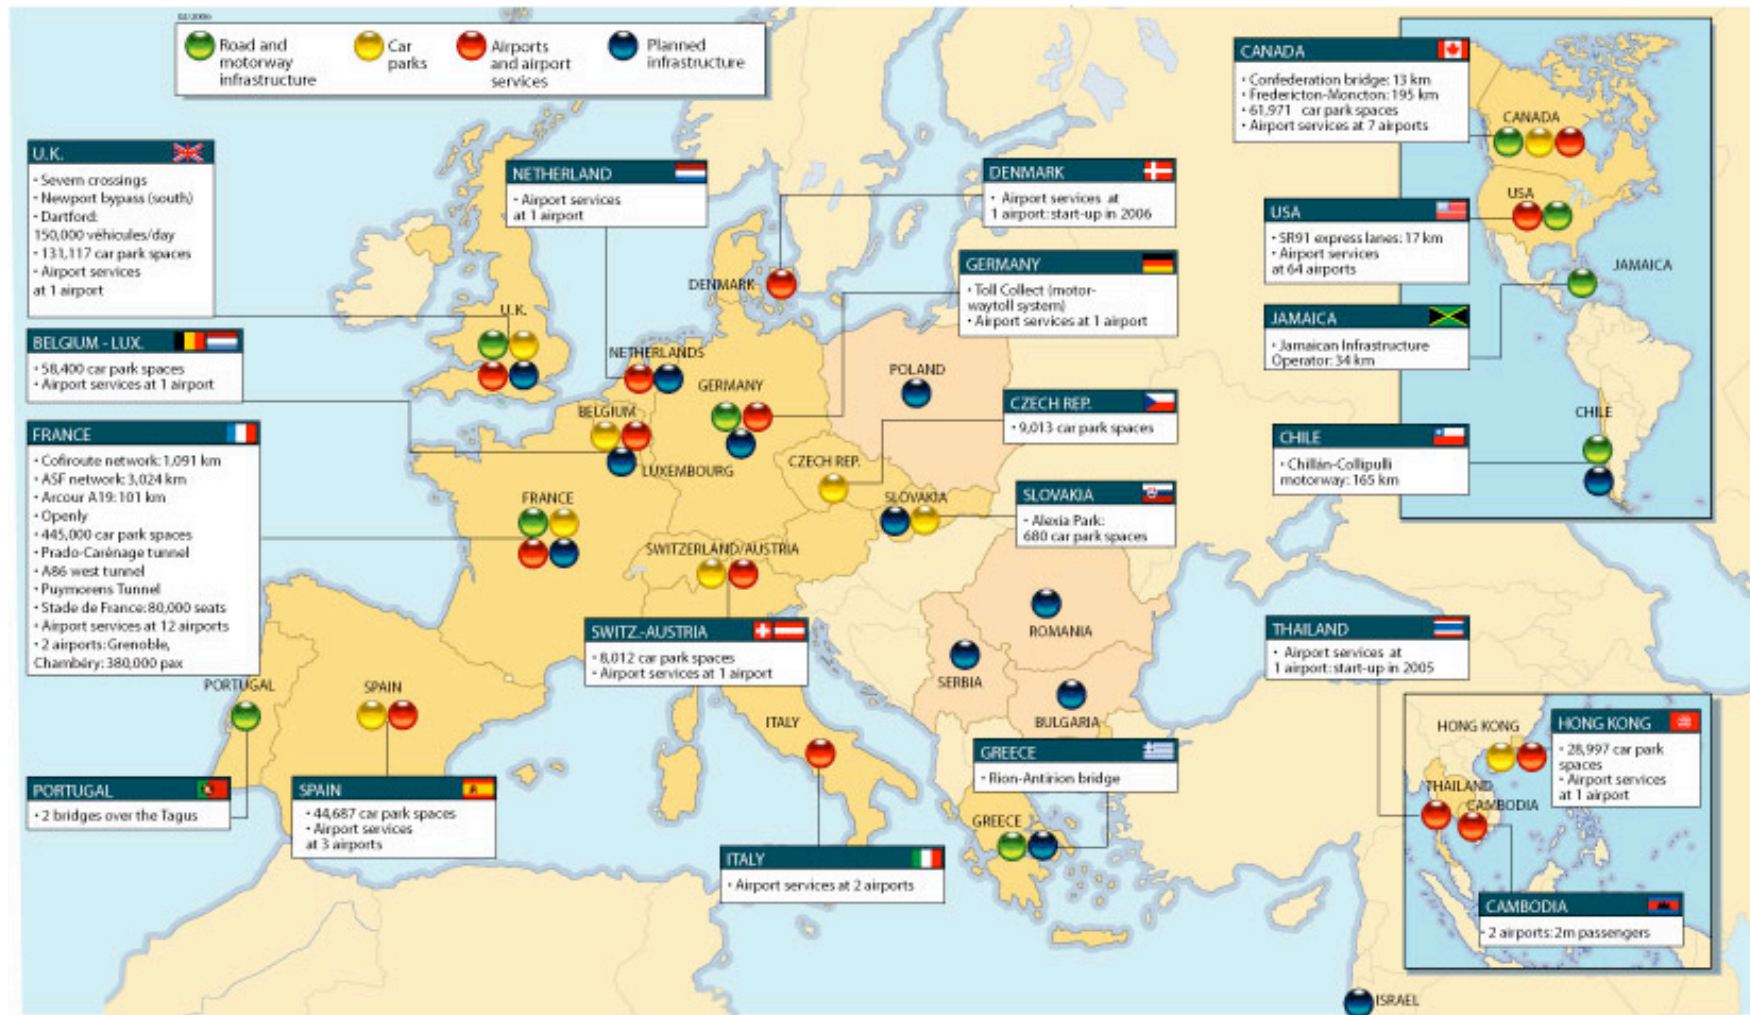 02/2006
Road and
motorway
infrastructure
Car
parks
Airports
and airport
services
Planned
infrastructure
U.K.
• Severn crossings
• Newport bypass (south)
• Dartford:
150,000 véhicules/day
• 131,117 car park spaces
• Airport services
at 1 airport
BELGIUM - LUX.
• 58,400 car park spaces
• Airport services at 1 airport
FRANCE
• Cofiroute network: 1,091 km
• ASF network: 3,024 km
• Arcour A19: 101 km
• Openly
• 445,000 car park spaces
• Prado-Carénage tunnel
• A86 west tunnel
• Puymorens Tunnel
• Stade de France: 80,000 seats
• Airport services at 12 airports
• 2 airports: Grenoble,
Chambéry: 380,000 pax
PORTUGAL
• 2 bridges over the Tagus
SPAIN
• 44,687 car park spaces
• Airport services
at 3 airports
NETHERLAND
• Airport services
at 1 airport
DENMARK
• Airport services at
1 airport: start-up in 2006
GERMANY
• Toll Collect (motor-
waytoll system)
• Airport services at 1 airport
CZECH REP.
• 9,013 car park spaces
SLOVAKIA
• Alexia Park:
680 car park spaces
SWITZ.-AUSTRIA
• 8,012 car park spaces
• Airport services at 1 airport
ITALY
• Airport services at 2 airports
GREECE
• Rion-Antirion bridge
CANADA
• Confederation bridge: 13 km
• Fredericton-Moncton: 195 km
• 61,971 car park spaces
• Airport services at 7 airports
USA
• SR91 express lanes: 17 km
• Airport services
at 64 airports
JAMAICA
• Jamaican Infrastructure
Operator: 34 km
CHILE
• Chillán-Collipulli
motorway: 165 km
THAILAND
• Airport services at
1 airport: start-up in 2005
HONG KONG
• 28,997 car park
spaces
• Airport services
at 1 airport
CAMBODIA
• 2 airports: 2m passengers
U.K.
DENMARK
NETHERLANDS
GERMANY
POLAND
BELGIUM
LUXEMBOURG
CZECH REP.
FRANCE
SLOVAKIA
SWITZERLAND/AUSTRIA
ROMANIA
SERBIA
BULGARIA
PORTUGAL
SPAIN
ITALY
GREECE
ISRAEL
CANADA
USA
JAMAICA
CHILE
HONG KONG
THAILAND
CAMBODIA